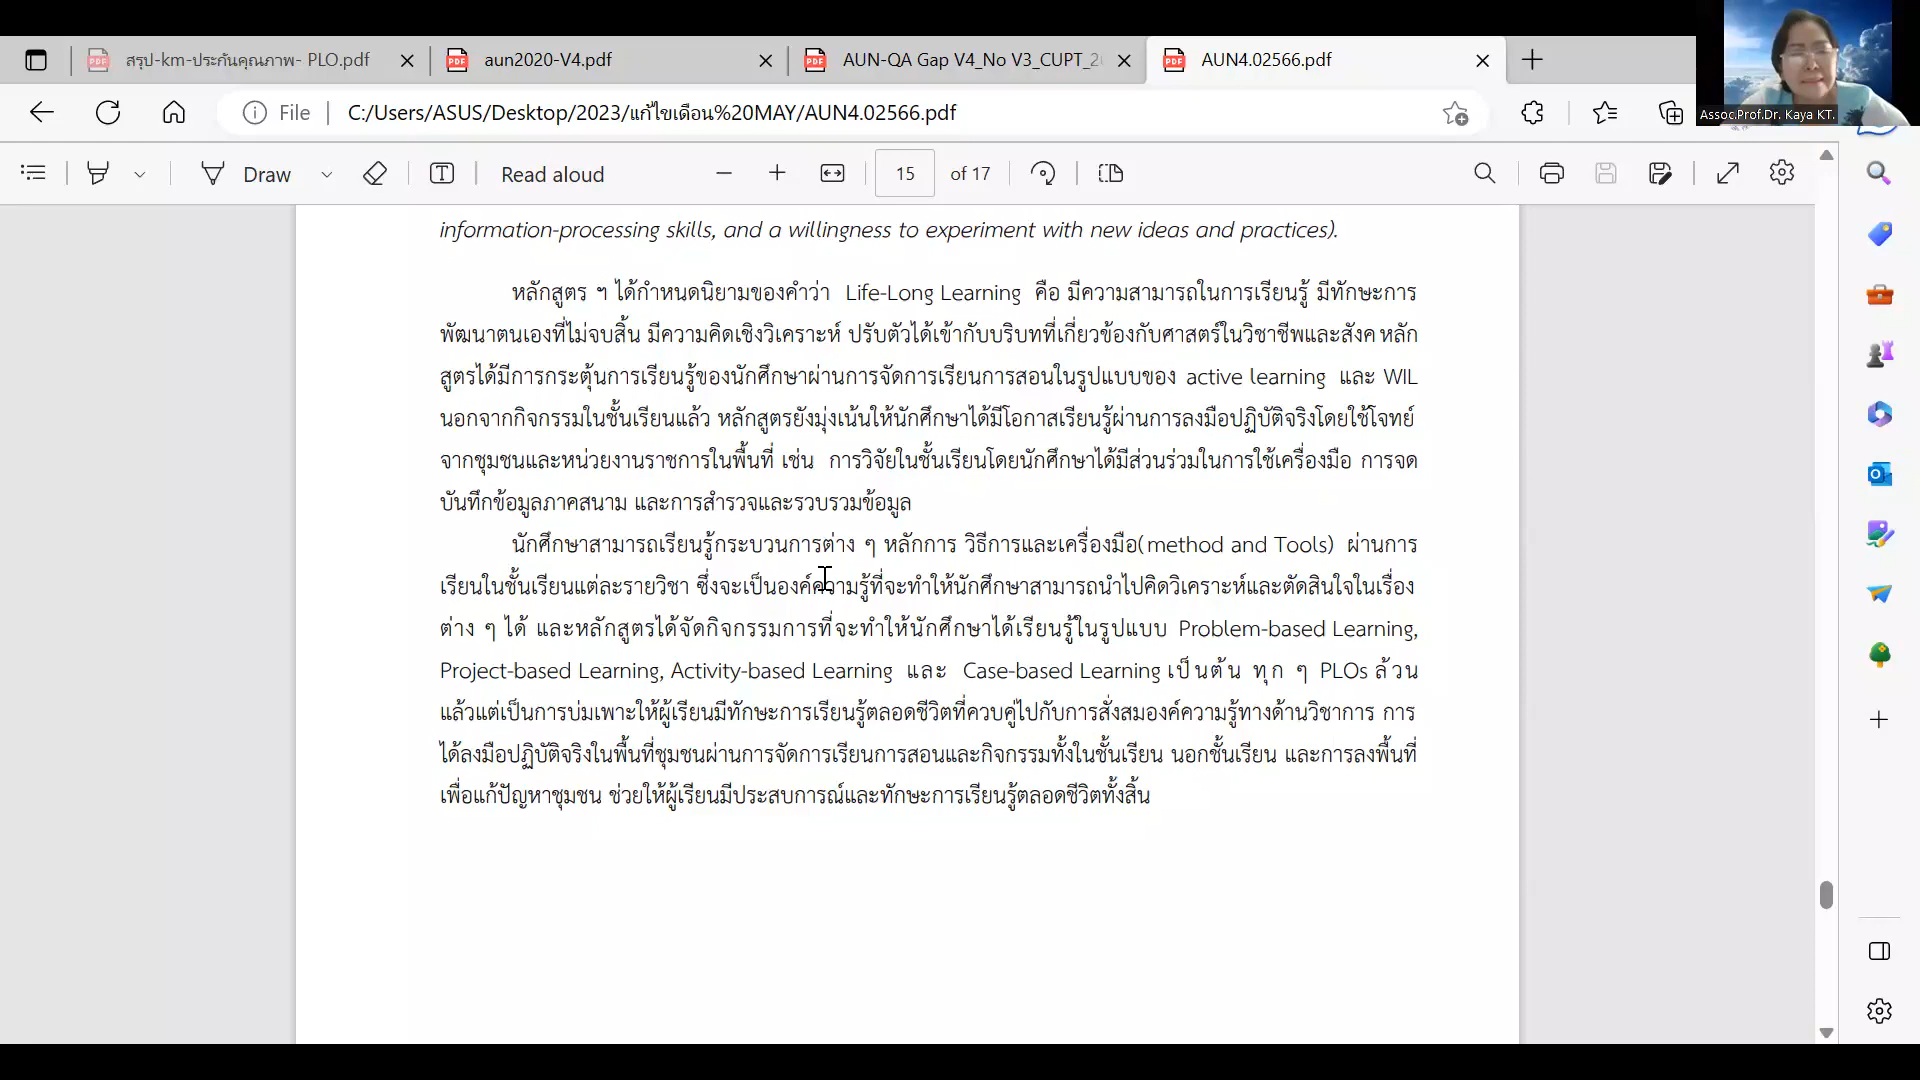 สรุป-km-ประกันคุณภาพ- PLO.pdf
aun2020-V4.pdf
AUN-QA Gap V4_No V3_CUPT_2
AUN4.02566.pdf
File
C:/Users/ASUS/Desktop/2023/แก้ไขเดือน%20MAY/AUN4.02566.pdf
Assoc.Prof.Dr. Kaya KT.
Draw
Read aloud
15 of 17
information-processing skills, and a willingness to experiment with new ideas and practices).
หลักสูตร ฯ ได้กำหนดนิยามของคำว่า Life-Long Learning คือ มีความสามารถในการเรียนรู้ มีทักษะการ
พัฒนาตนเองที่ไม่จบสิ้น มีความคิดเชิงวิเคราะห์ ปรับตัวได้เข้ากับบริบทที่เกี่ยวข้องกับศาสตร์ในวิชาชีพและสังค หลัก
สูตรได้มีการกระตุ้นการเรียนรู้ของนักศึกษาผ่านการจัดการเรียนการสอนในรูปแบบของ active learning และ WIL
นอกจากกิจกรรมในชั้นเรียนแล้ว หลักสูตรยังมุ่งเน้นให้นักศึกษาได้มีโอกาสเรียนรู้ผ่านการลงมือปฏิบัติจริงโดยใช้โจทย์
จากชุมชนและหน่วยงานราชการในพื้นที่ เช่น การวิจัยในชั้นเรียนโดยนักศึกษาได้มีส่วนร่วมในการใช้เครื่องมือ การจด
บันทึกข้อมูลภาคสนาม และการสำรวจและรวบรวมข้อมูล
นักศึกษาสามารถเรียนรู้กระบวนการต่าง ๆ หลักการ วิธีการและเครื่องมือ(method and Tools) ผ่านการ
เรียนในชั้นเรียนแต่ละรายวิชา ซึ่งจะเป็นองค์ความรู้ที่จะทำให้นักศึกษาสามารถนำไปคิดวิเคราะห์และตัดสินใจในเรื่อง
ต่าง ๆ ได้ และหลักสูตรได้จัดกิจกรรมการที่จะทำให้นักศึกษาได้เรียนรู้ในรูปแบบ Problem-based Learning,
Project-based Learning, Activity-based Learning และ Case-based Learning เป็นต้น ทุก ๆ PLOs ล้วน
แล้วแต่เป็นการบ่มเพาะให้ผู้เรียนมีทักษะการเรียนรู้ตลอดชีวิตที่ควบคู่ไปกับการสั่งสมองค์ความรู้ทางด้านวิชาการ การ
ได้ลงมือปฏิบัติจริงในพื้นที่ชุมชนผ่านการจัดการเรียนการสอนและกิจกรรมทั้งในชั้นเรียน นอกชั้นเรียน และการลงพื้นที่
เพื่อแก้ปัญหาชุมชน ช่วยให้ผู้เรียนมีประสบการณ์และทักษะการเรียนรู้ตลอดชีวิตทั้งสิ้น